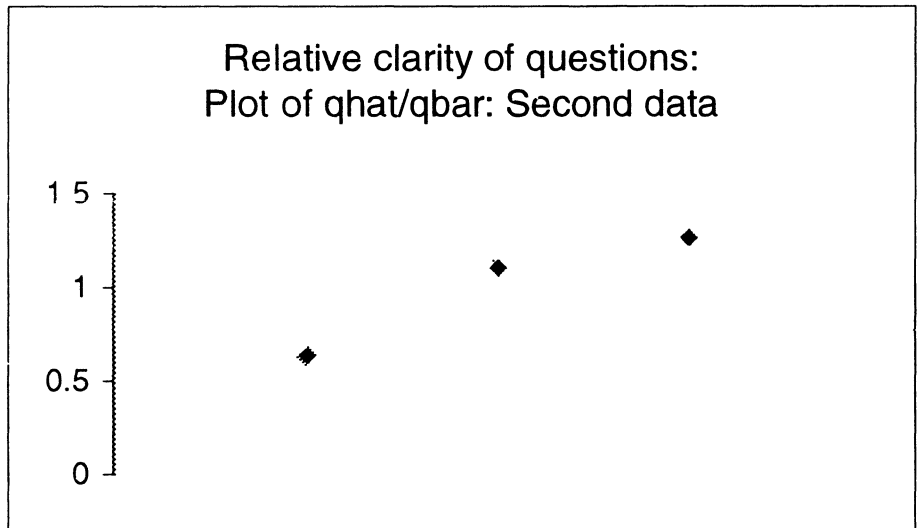 Relative clarity of questions:
Plot of qhat/qbar: Second data
1 5
1
0.5
0